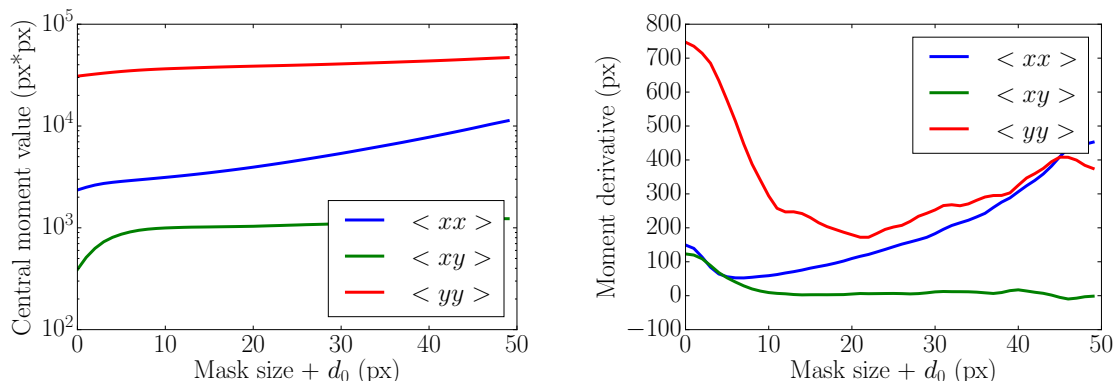 Central moment value (px*px)
10^5
10^4
10^3
10^2
0 10 20 30 40 50
Mask size + d_0 (px)
< xx >
< xy >
< yy >
Moment derivative (px)
800
700
600
500
400
300
200
100
0
−100
0 10 20 30 40 50
Mask size + d_0 (px)
< xx >
< xy >
< yy >